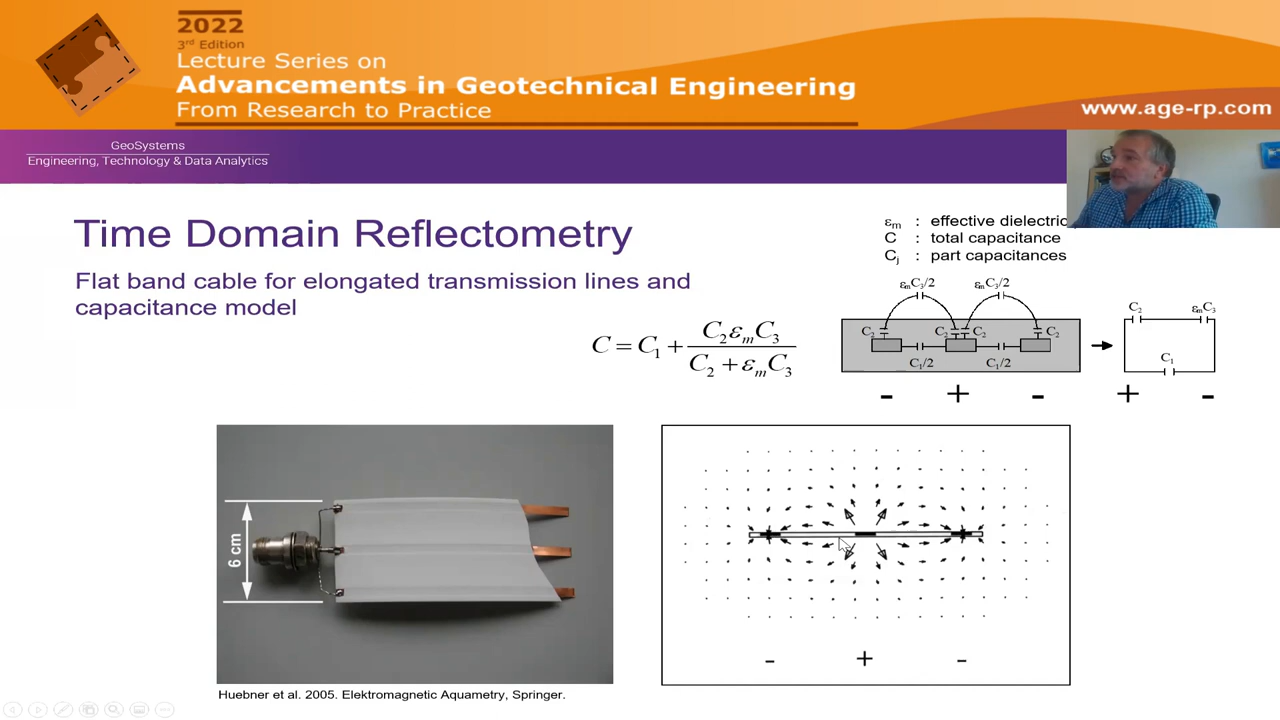 2022
3rd Edition
Lecture Series on
Advancements in Geotechnical Engineering
From Research to Practice
www.age-rp.com
GeoSystems
Engineering, Technology & Data Analytics
Time Domain Reflectometry
Flat band cable for elongated transmission lines and
capacitance model
εm : effective dielectric
C : total capacitance
Cj : part capacitances
C = C1 + C2εmC3 / C2 + εmC3
εmC3/2 εmC3/2
C2 C2 C2 C2
C1/2 C1/2
- + -
C2 εmC3
C1
+ -
6 cm
- + -
Huebner et al. 2005. Elektromagnetic Aquametry, Springer.